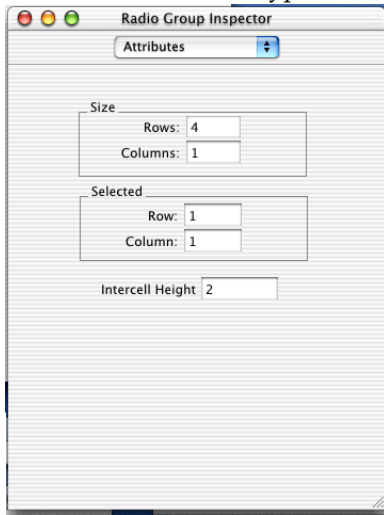 Radio Group Inspector
Attributes
Size
Rows: 4
Columns: 1
Selected
Row: 1
Column: 1
Intercell Height 2